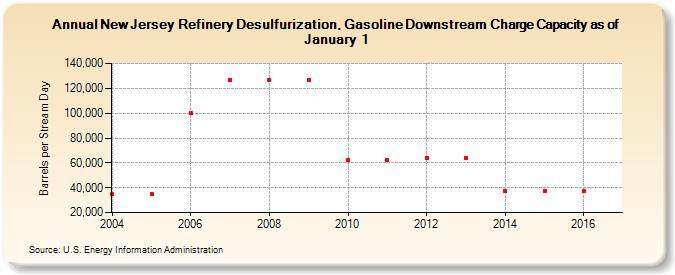 Annual New Jersey Refinery Desulfurization, Gasoline Downstream Charge Capacity as of
January 1
Barrels per Stream Day
140,000
120,000
100,000
80,000
60,000
40,000
20,000
2004 2006 2008 2010 2012 2014 2016
Source: U.S. Energy Information Administration